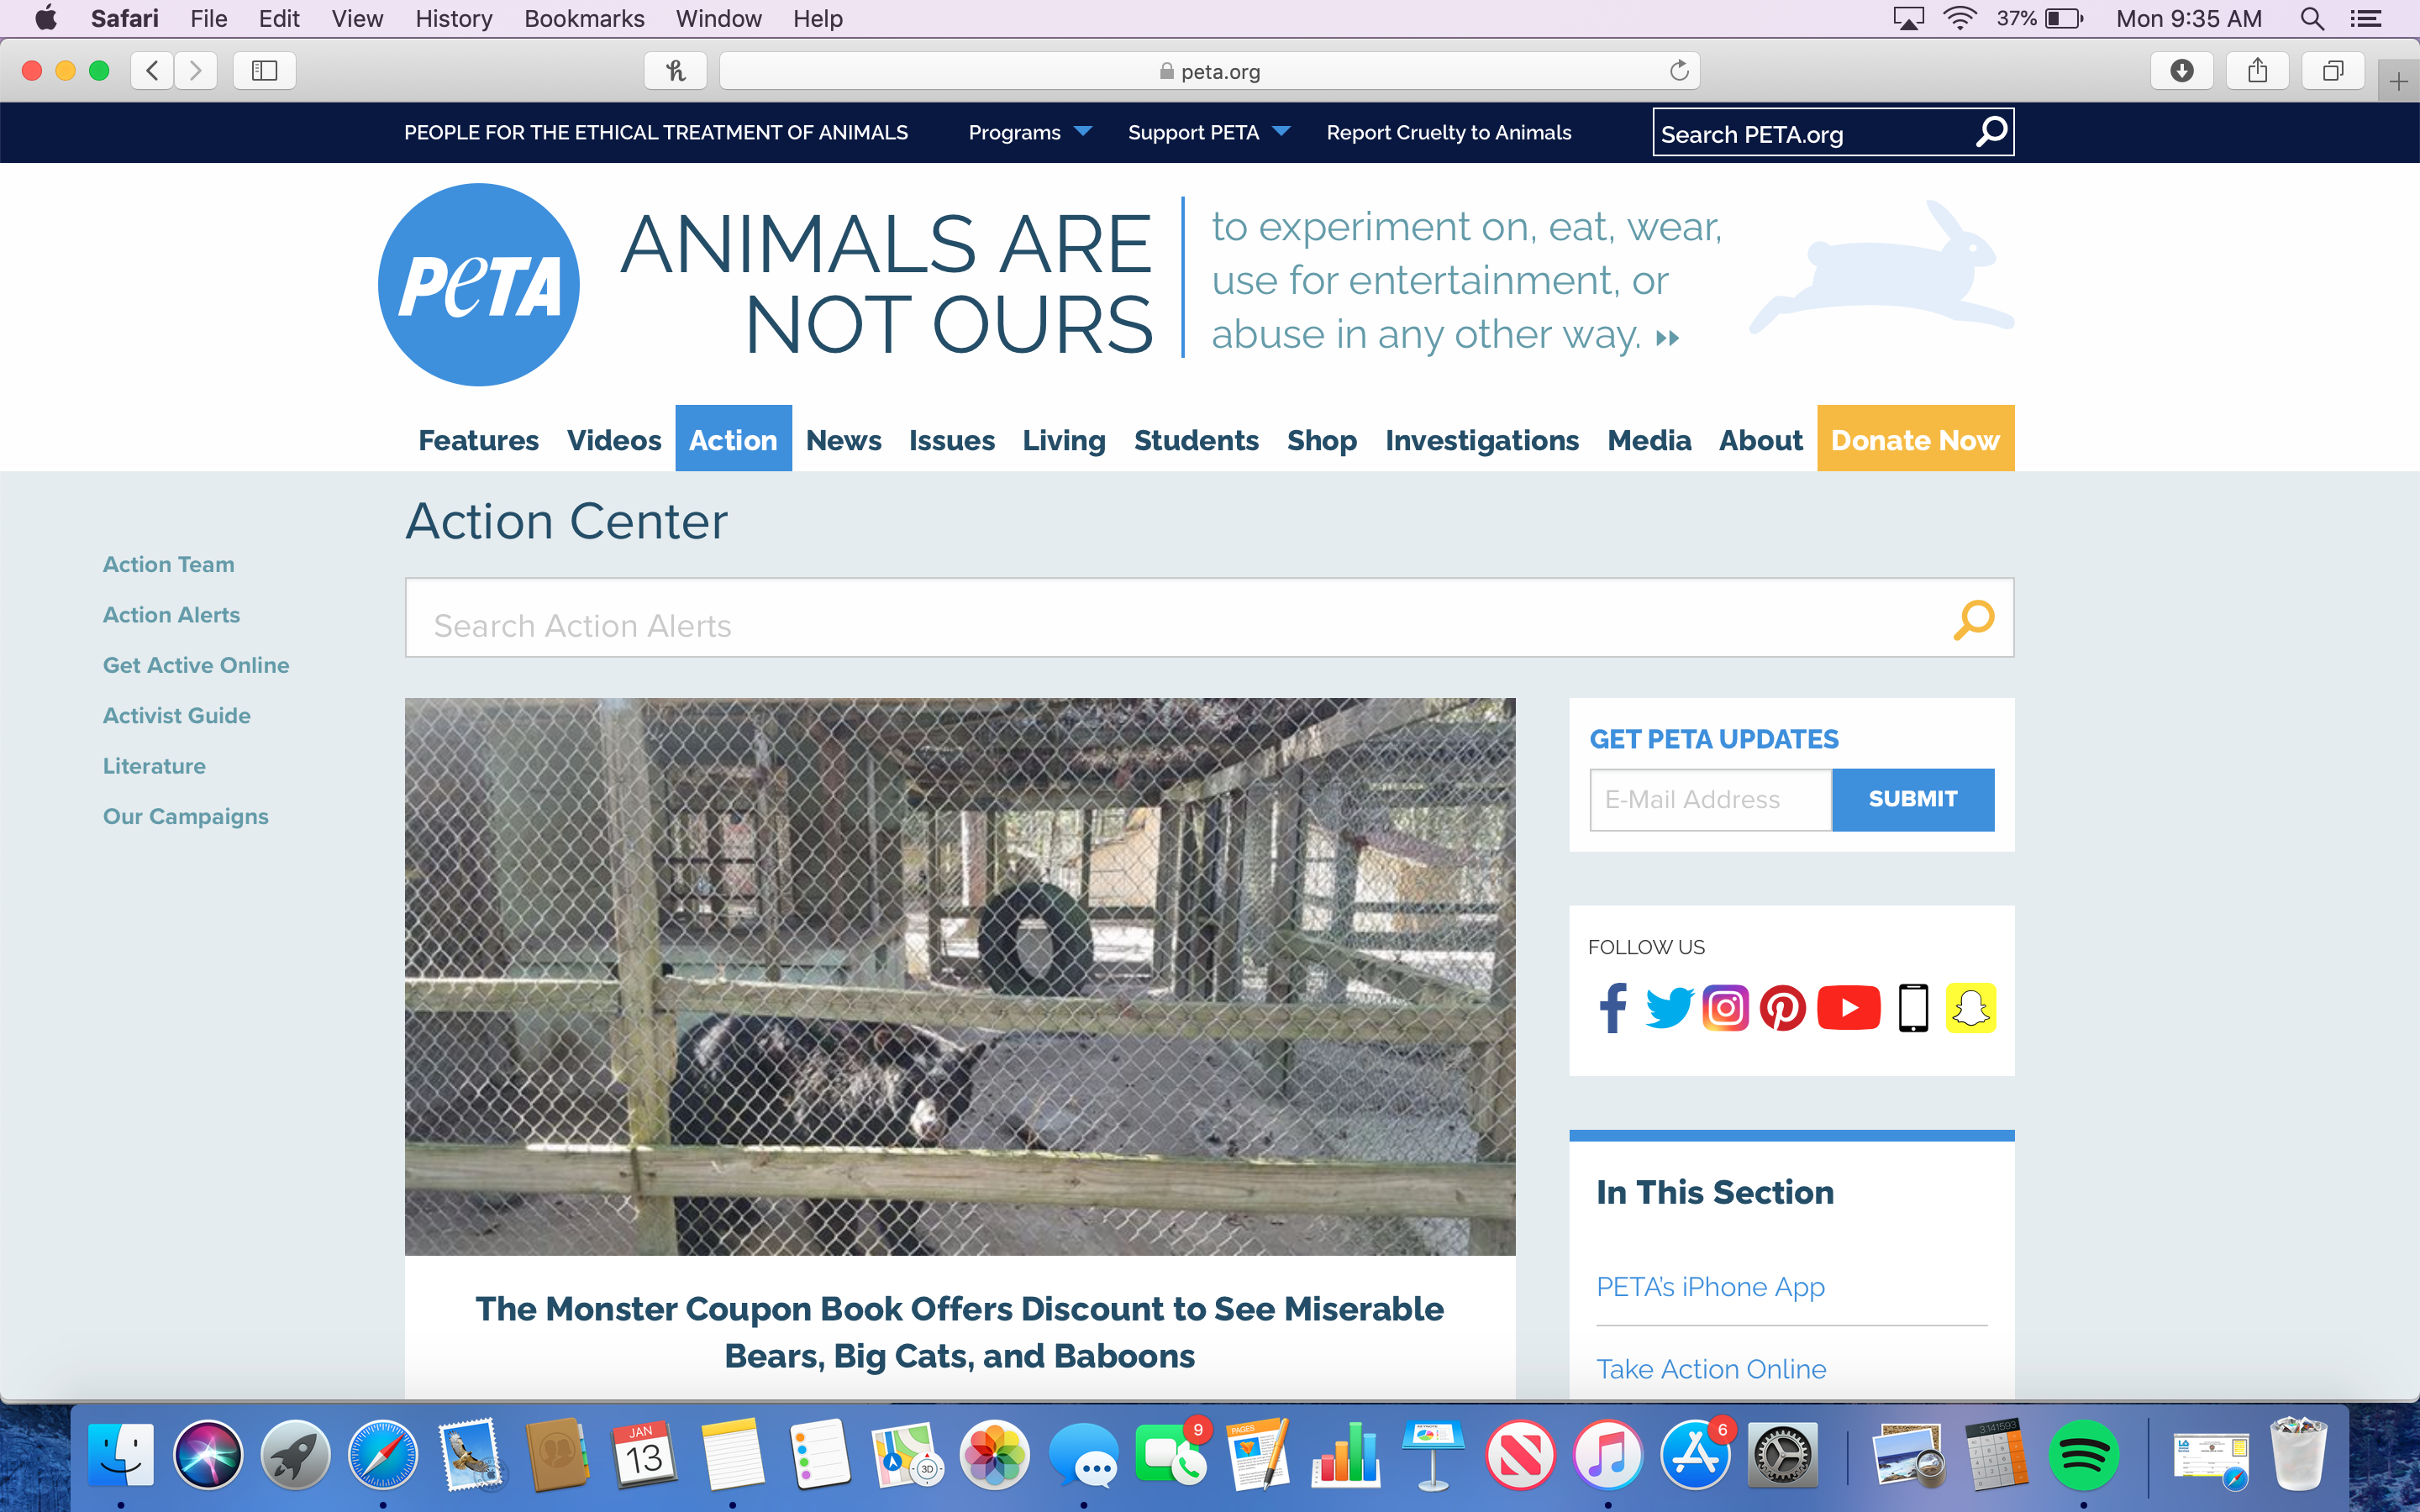 Safari File Edit View History Bookmarks Window Help 37% Mon 9:35 AM
peta.org
PEOPLE FOR THE ETHICAL TREATMENT OF ANIMALS Programs Support PETA Report Cruelty to Animals Search PETA.org
PeTA
ANIMALS ARE
NOT OURS
to experiment on, eat, wear,
use for entertainment, or
abuse in any other way.
Features Videos Action News Issues Living Students Shop Investigations Media About Donate Now
Action Center
Action Team
Action Alerts
Get Active Online
Activist Guide
Literature
Our Campaigns
Search Action Alerts
GET PETA UPDATES
E-Mail Address SUBMIT
FOLLOW US
The Monster Coupon Book Offers Discount to See Miserable
Bears, Big Cats, and Baboons
In This Section
PETA's iPhone App
Take Action Online
JAN
13
3D
9
PAGES
6
3.141593